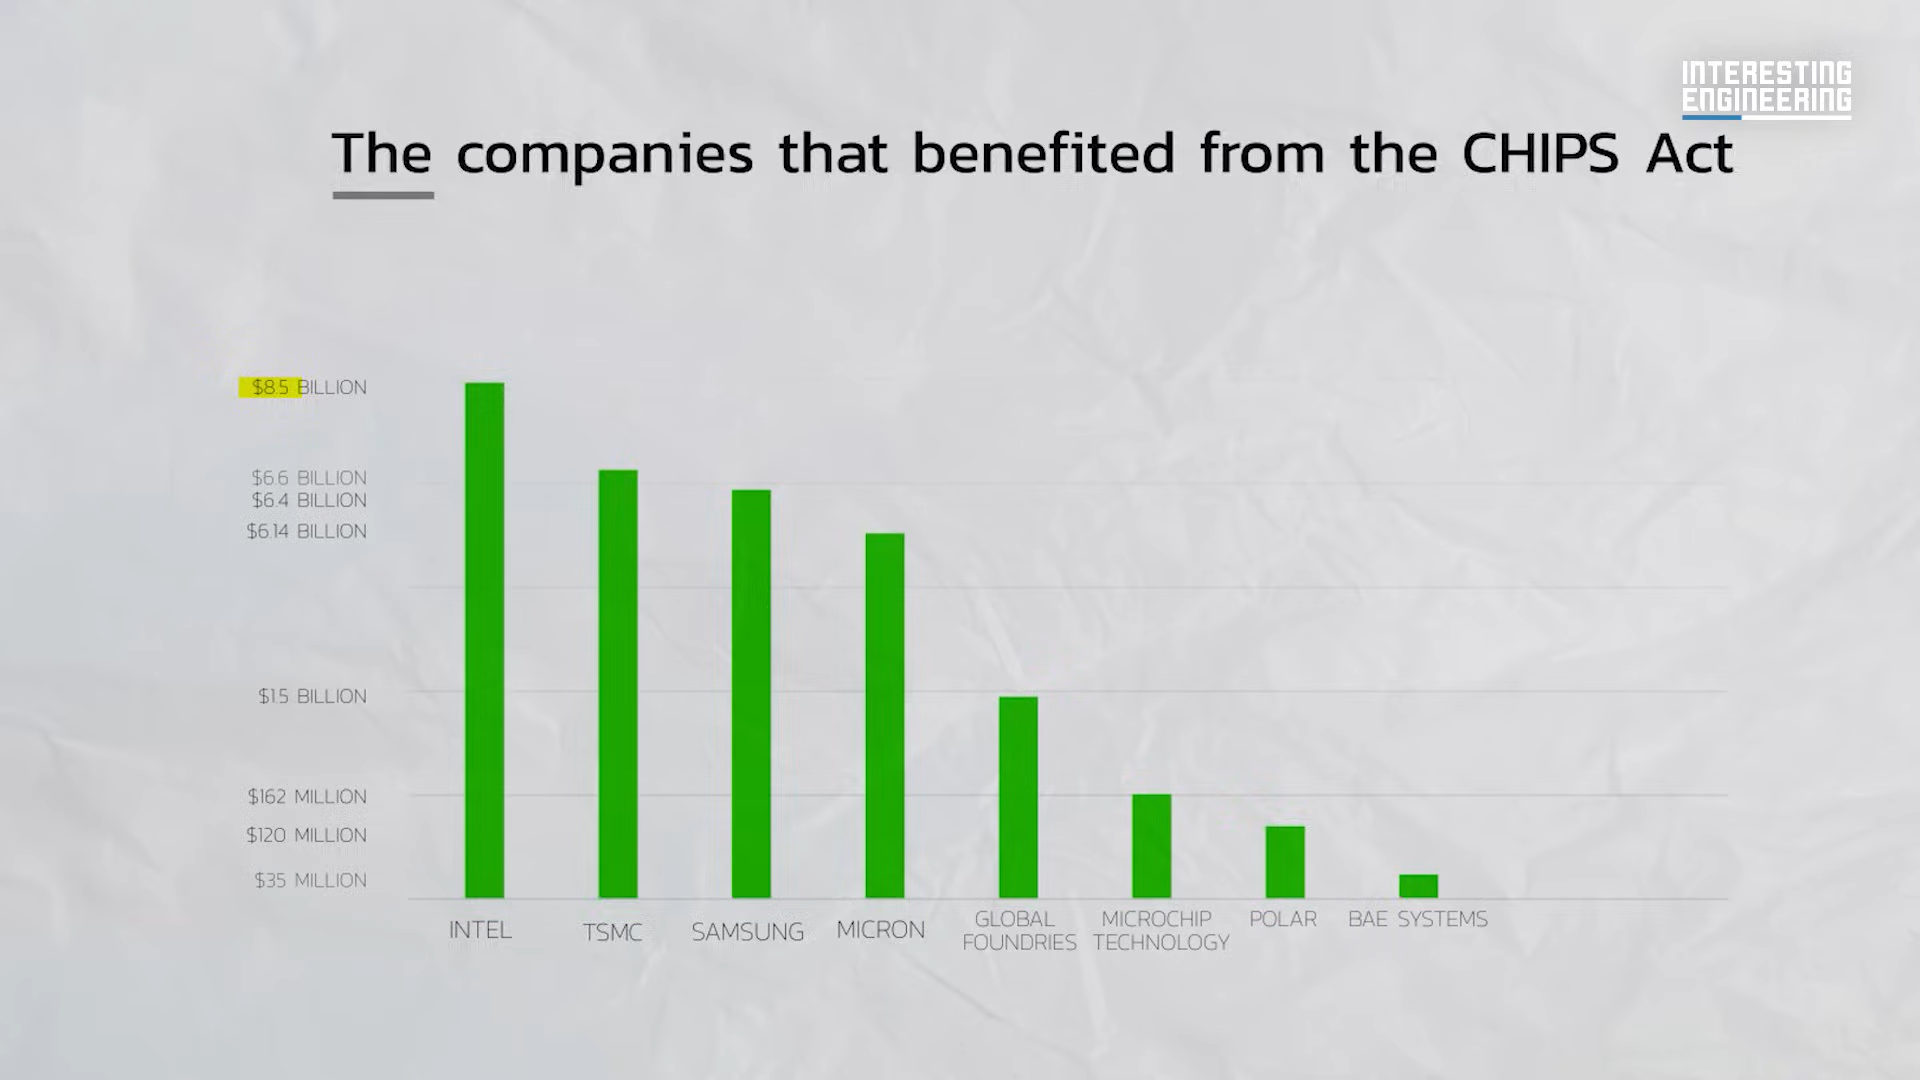 INTERESTING
ENGINEERING
The companies that benefited from the CHIPS Act
$8.5 BILLION
$6.6 BILLION
$6.4 BILLION
$6.14 BILLION
$1.5 BILLION
$162 MILLION
$120 MILLION
$35 MILLION
INTEL
TSMC
SAMSUNG
MICRON
GLOBAL
FOUNDRIES
MICROCHIP
TECHNOLOGY
POLAR
BAE SYSTEMS